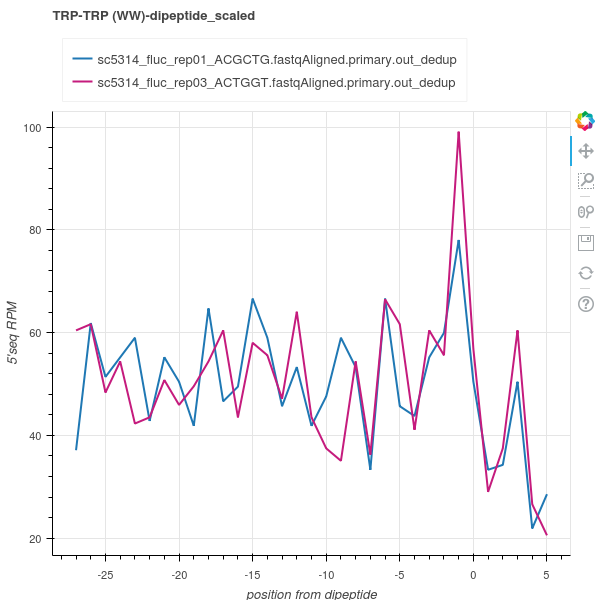 TRP-TRP (WW)-dipeptide_scaled
sc5314_fluc_rep01_ACGCTG.fastqAligned.primary.out_dedup
sc5314_fluc_rep03_ACTGGT.fastqAligned.primary.out_dedup
100
80
60
40
20
5'seq RPM
-25
-20
-15
-10
-5
0
5
position from dipeptide